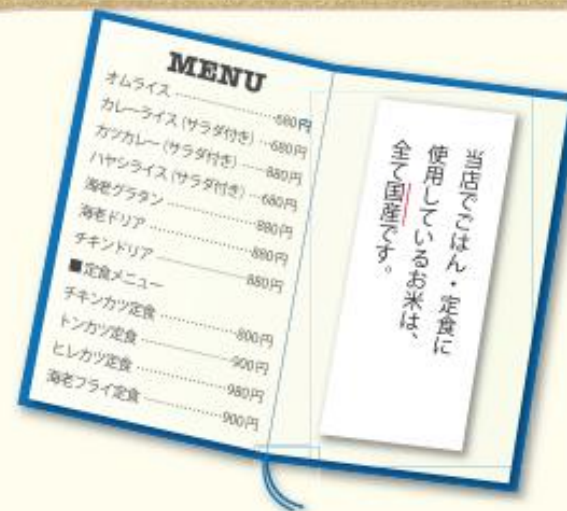 MENU
オムライス 680円
カレーライス（サラダ付き） 680円
カツカレー（サラダ付き） 880円
ハヤシライス（サラダ付き） 680円
海老グラタン 880円
海老ドリア 880円
チキンドリア 880円
■定食メニュー
チキンカツ定食 800円
トンカツ定食 900円
ヒレカツ定食 980円
海老フライ定食 900円
当店でごはん・定食に
使用しているお米は、
全て国産です。